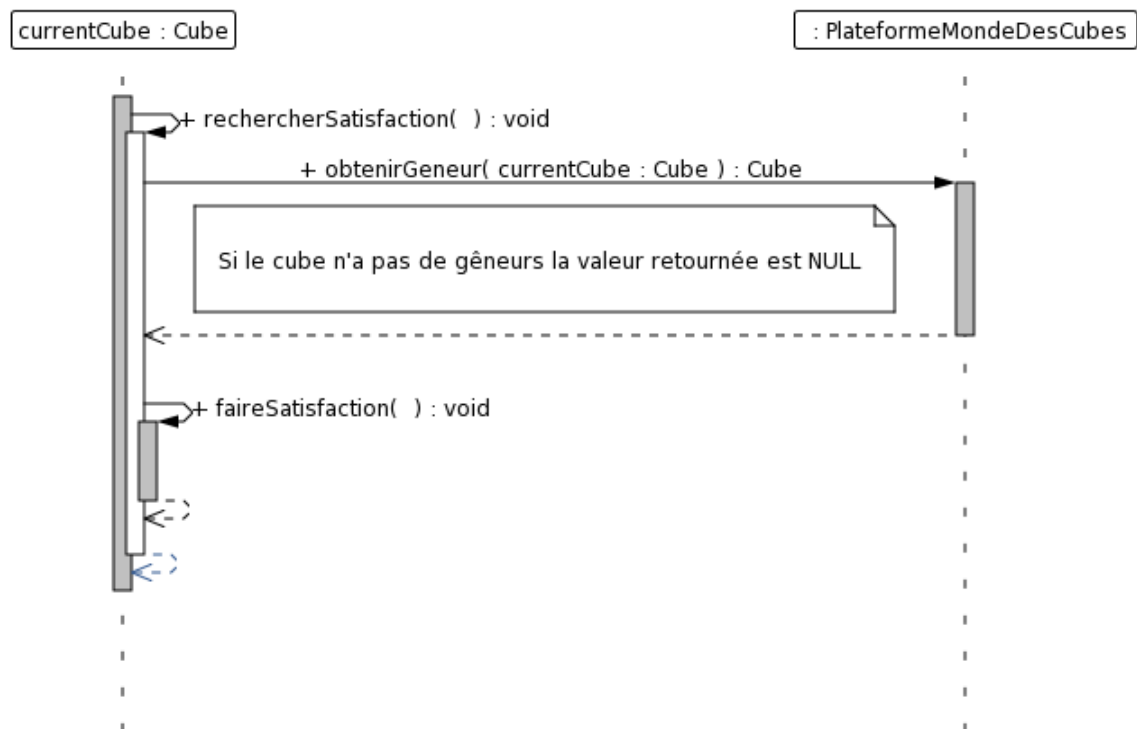 currentCube : Cube
: PlateformeMondeDesCubes
+ rechercherSatisfaction(  ) : void
+ obtenirGeneur( currentCube : Cube ) : Cube
Si le cube n'a pas de gêneurs la valeur retournée est NULL
+ faireSatisfaction(  ) : void